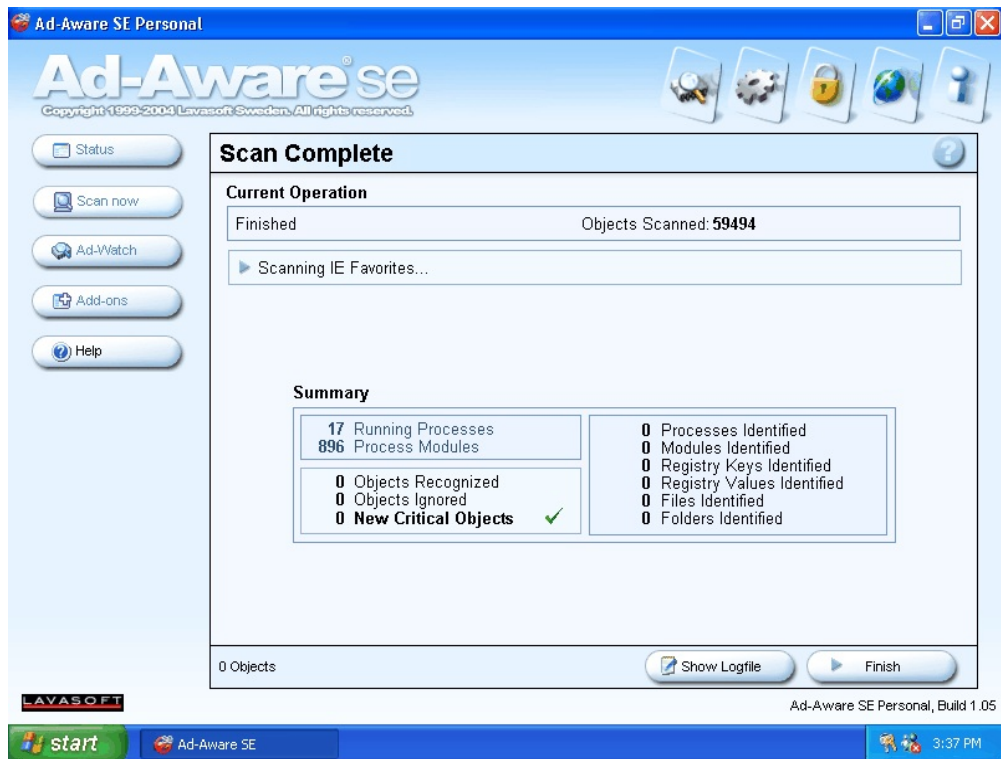 Ad-Aware SE Personal
Ad-Aware SE
Copyright 1999-2004 Lavasoft Sweden. All rights reserved.
Status
Scan now
Ad-Watch
Add-ons
Help
Scan Complete
Current Operation
Finished Objects Scanned: 59494
Scanning IE Favorites...
Summary
17 Running Processes
896 Process Modules
0 Objects Recognized
0 Objects Ignored
0 New Critical Objects
0 Processes Identified
0 Modules Identified
0 Registry Keys Identified
0 Registry Values Identified
0 Files Identified
0 Folders Identified
0 Objects
Show Logfile
Finish
LAVASOFT
Ad-Aware SE Personal, Build 1.05
start
Ad-Aware SE
3:37 PM